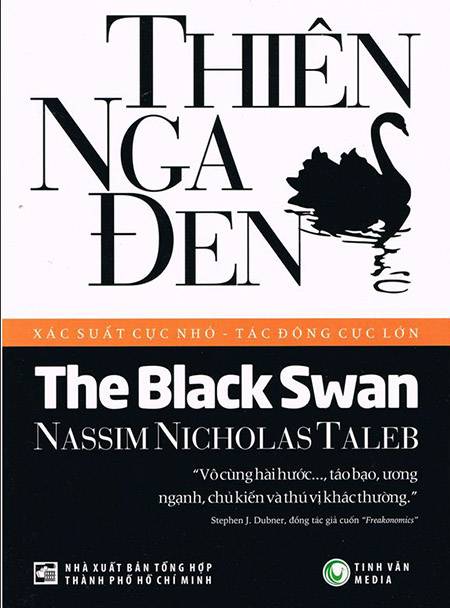 THIÊN
NGA
ĐEN
XÁC SUẤT CỰC NHỎ - TÁC ĐỘNG CỰC LỚN
The Black Swan
NASSIM NICHOLAS TALEB
“Vô cùng hài hước..., táo bạo, ương
ngạnh, chủ kiến và thú vị khác thường.”
Stephen J. Dubner, đồng tác giả cuốn “Freakonomics”
NHÀ XUẤT BẢN TỔNG HỢP
THÀNH PHỐ HỒ CHÍ MINH
TINH VĂN
MEDIA